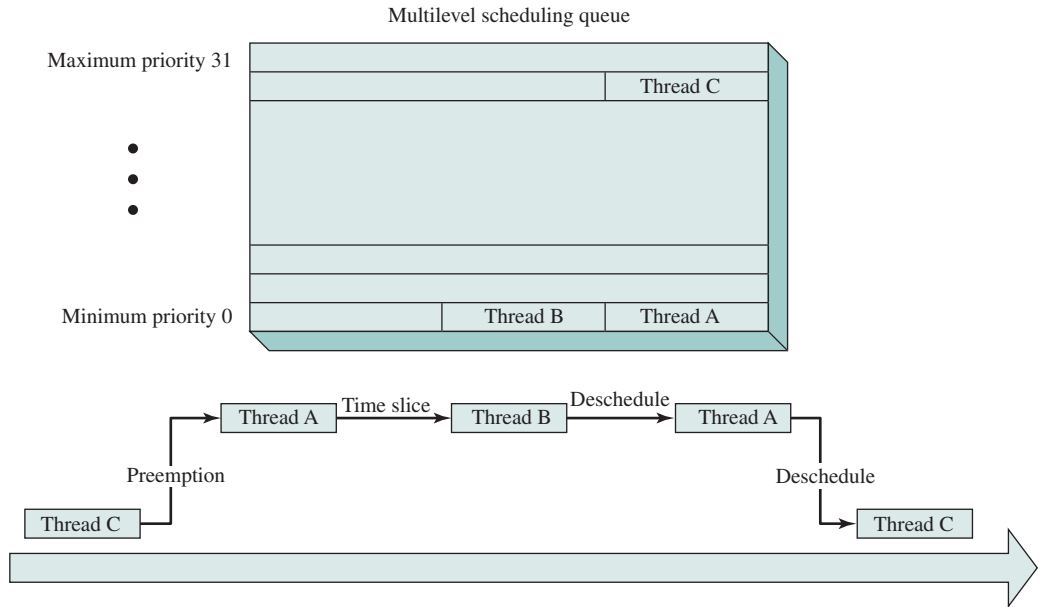 Multilevel scheduling queue
Maximum priority 31
Thread C
Minimum priority 0
Thread B
Thread A
Thread A
Time slice
Thread B
Deschedule
Thread A
Preemption
Deschedule
Thread C
Thread C